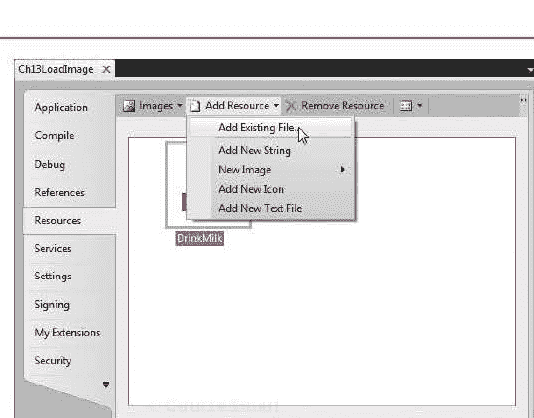 Ch13LoadImage X
Application
Images Add Resource Remove Resource
Add Existing File...
Compile
Add New String
Debug
New Image
References
Add New Icon
Resources
Add New Text File
DrinkMilk
Services
Settings
Signing
My Extensions
Security